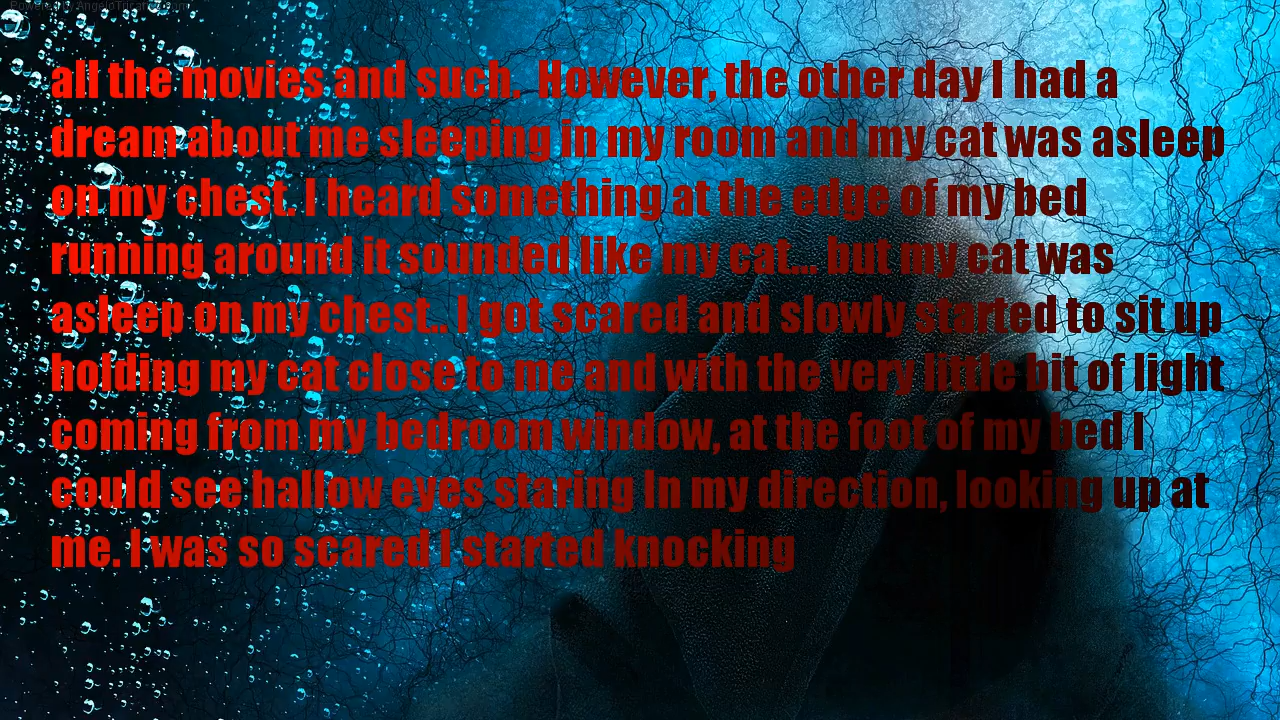 Powered by AngeloTricarico.com
all the movies and such.  However, the other day I had a
dream about me sleeping in my room and my cat was asleep
on my chest. I heard something at the edge of my bed
running around it sounded like my cat... but my cat was
asleep on my chest.. I got scared and slowly started to sit up
holding my cat close to me and with the very little bit of light
coming from my bedroom window, at the foot of my bed I
could see hallow eyes staring In my direction, looking up at
me. I was so scared I started knocking